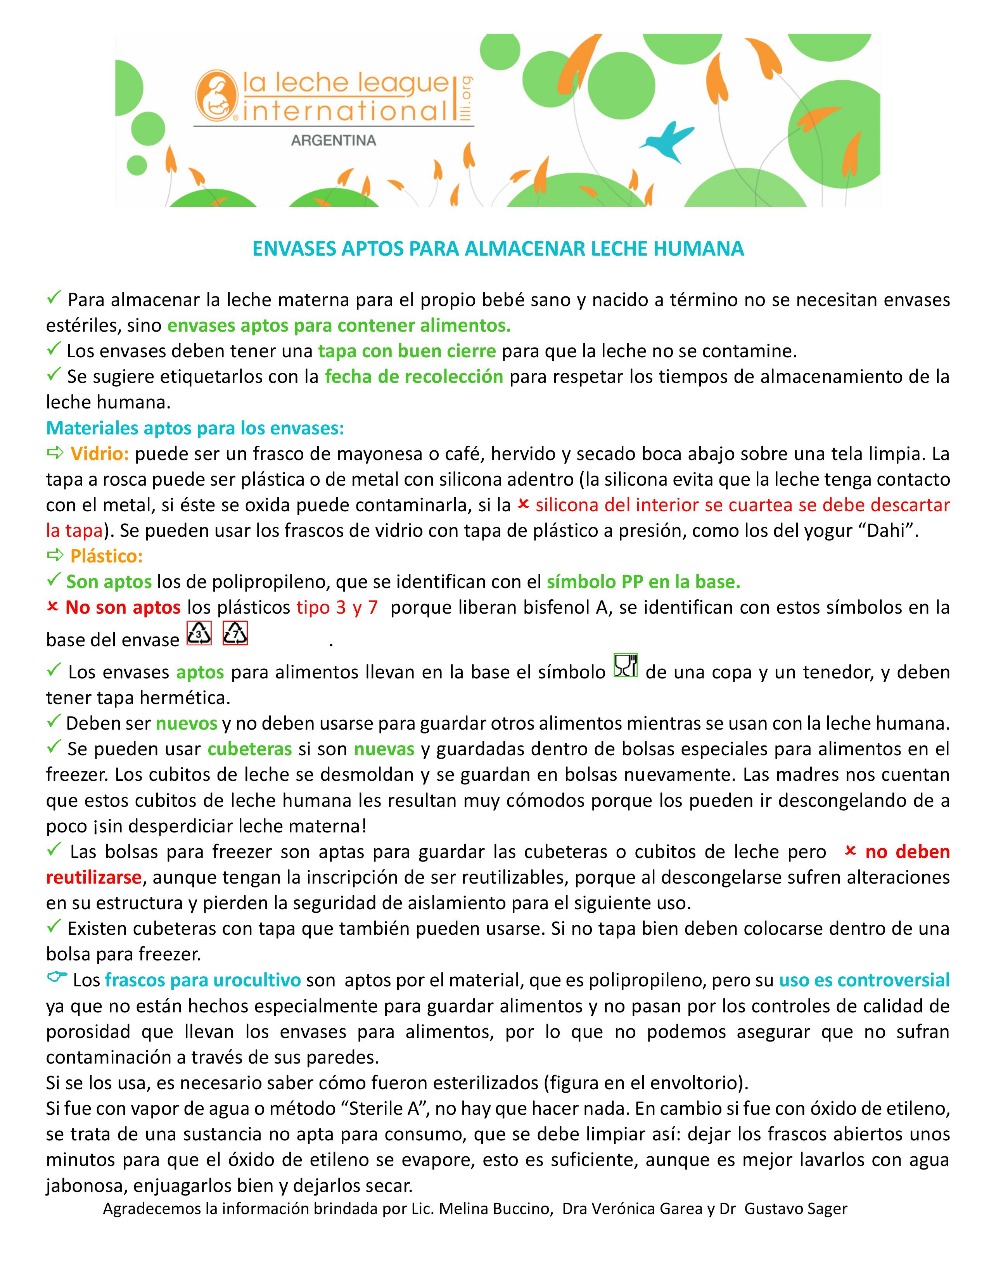 la leche league
international
llli.org
ARGENTINA
ENVASES APTOS PARA ALMACENAR LECHE HUMANA
✓ Para almacenar la leche materna para el propio bebé sano y nacido a término no se necesitan envases
estériles, sino envases aptos para contener alimentos.
✓ Los envases deben tener una tapa con buen cierre para que la leche no se contamine.
✓ Se sugiere etiquetarlos con la fecha de recolección para respetar los tiempos de almacenamiento de la
leche humana.
Materiales aptos para los envases:
⇨ Vidrio: puede ser un frasco de mayonesa o café, hervido y secado boca abajo sobre una tela limpia. La
tapa a rosca puede ser plástica o de metal con silicona adentro (la silicona evita que la leche tenga contacto
con el metal, si éste se oxida puede contaminarla, si la × silicona del interior se cuartea se debe descartar
la tapa). Se pueden usar los frascos de vidrio con tapa de plástico a presión, como los del yogur “Dahi”.
⇨ Plástico:
✓ Son aptos los de polipropileno, que se identifican con el símbolo PP en la base.
× No son aptos los plásticos tipo 3 y 7 porque liberan bisfenol A, se identifican con estos símbolos en la
base del envase 3 7 .
✓ Los envases aptos para alimentos llevan en la base el símbolo de una copa y un tenedor, y deben
tener tapa hermética.
✓ Deben ser nuevos y no deben usarse para guardar otros alimentos mientras se usan con la leche humana.
✓ Se pueden usar cubeteras si son nuevas y guardadas dentro de bolsas especiales para alimentos en el
freezer. Los cubitos de leche se desmoldan y se guardan en bolsas nuevamente. Las madres nos cuentan
que estos cubitos de leche humana les resultan muy cómodos porque los pueden ir descongelando de a
poco ¡sin desperdiciar leche materna!
✓ Las bolsas para freezer son aptas para guardar las cubeteras o cubitos de leche pero × no deben
reutilizarse, aunque tengan la inscripción de ser reutilizables, porque al descongelarse sufren alteraciones
en su estructura y pierden la seguridad de aislamiento para el siguiente uso.
✓ Existen cubeteras con tapa que también pueden usarse. Si no tapa bien deben colocarse dentro de una
bolsa para freezer.
☞ Los frascos para urocultivo son aptos por el material, que es polipropileno, pero su uso es controversial
ya que no están hechos especialmente para guardar alimentos y no pasan por los controles de calidad de
porosidad que llevan los envases para alimentos, por lo que no podemos asegurar que no sufran
contaminación a través de sus paredes.
Si se los usa, es necesario saber cómo fueron esterilizados (figura en el envoltorio).
Si fue con vapor de agua o método “Sterile A”, no hay que hacer nada. En cambio si fue con óxido de etileno,
se trata de una sustancia no apta para consumo, que se debe limpiar así: dejar los frascos abiertos unos
minutos para que el óxido de etileno se evapore, esto es suficiente, aunque es mejor lavarlos con agua
jabonosa, enjuagarlos bien y dejarlos secar.
Agradecemos la información brindada por Lic. Melina Buccino, Dra Verónica Garea y Dr Gustavo Sager